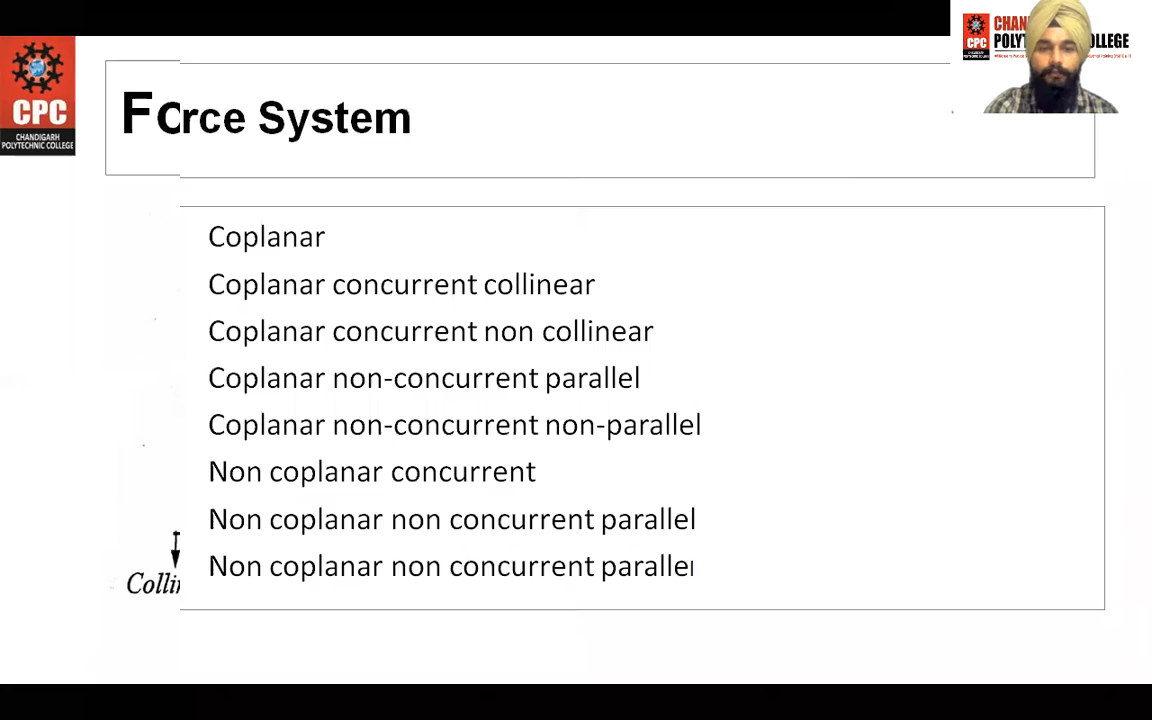 CPC
CHANDIGARH
POLYTECHNIC COLLEGE
CPC
Force System
Coplanar
Coplanar concurrent collinear
Coplanar concurrent non collinear
Coplanar non-concurrent parallel
Coplanar non-concurrent non-parallel
Non coplanar concurrent
Non coplanar non concurrent parallel
Non coplanar non concurrent parallel